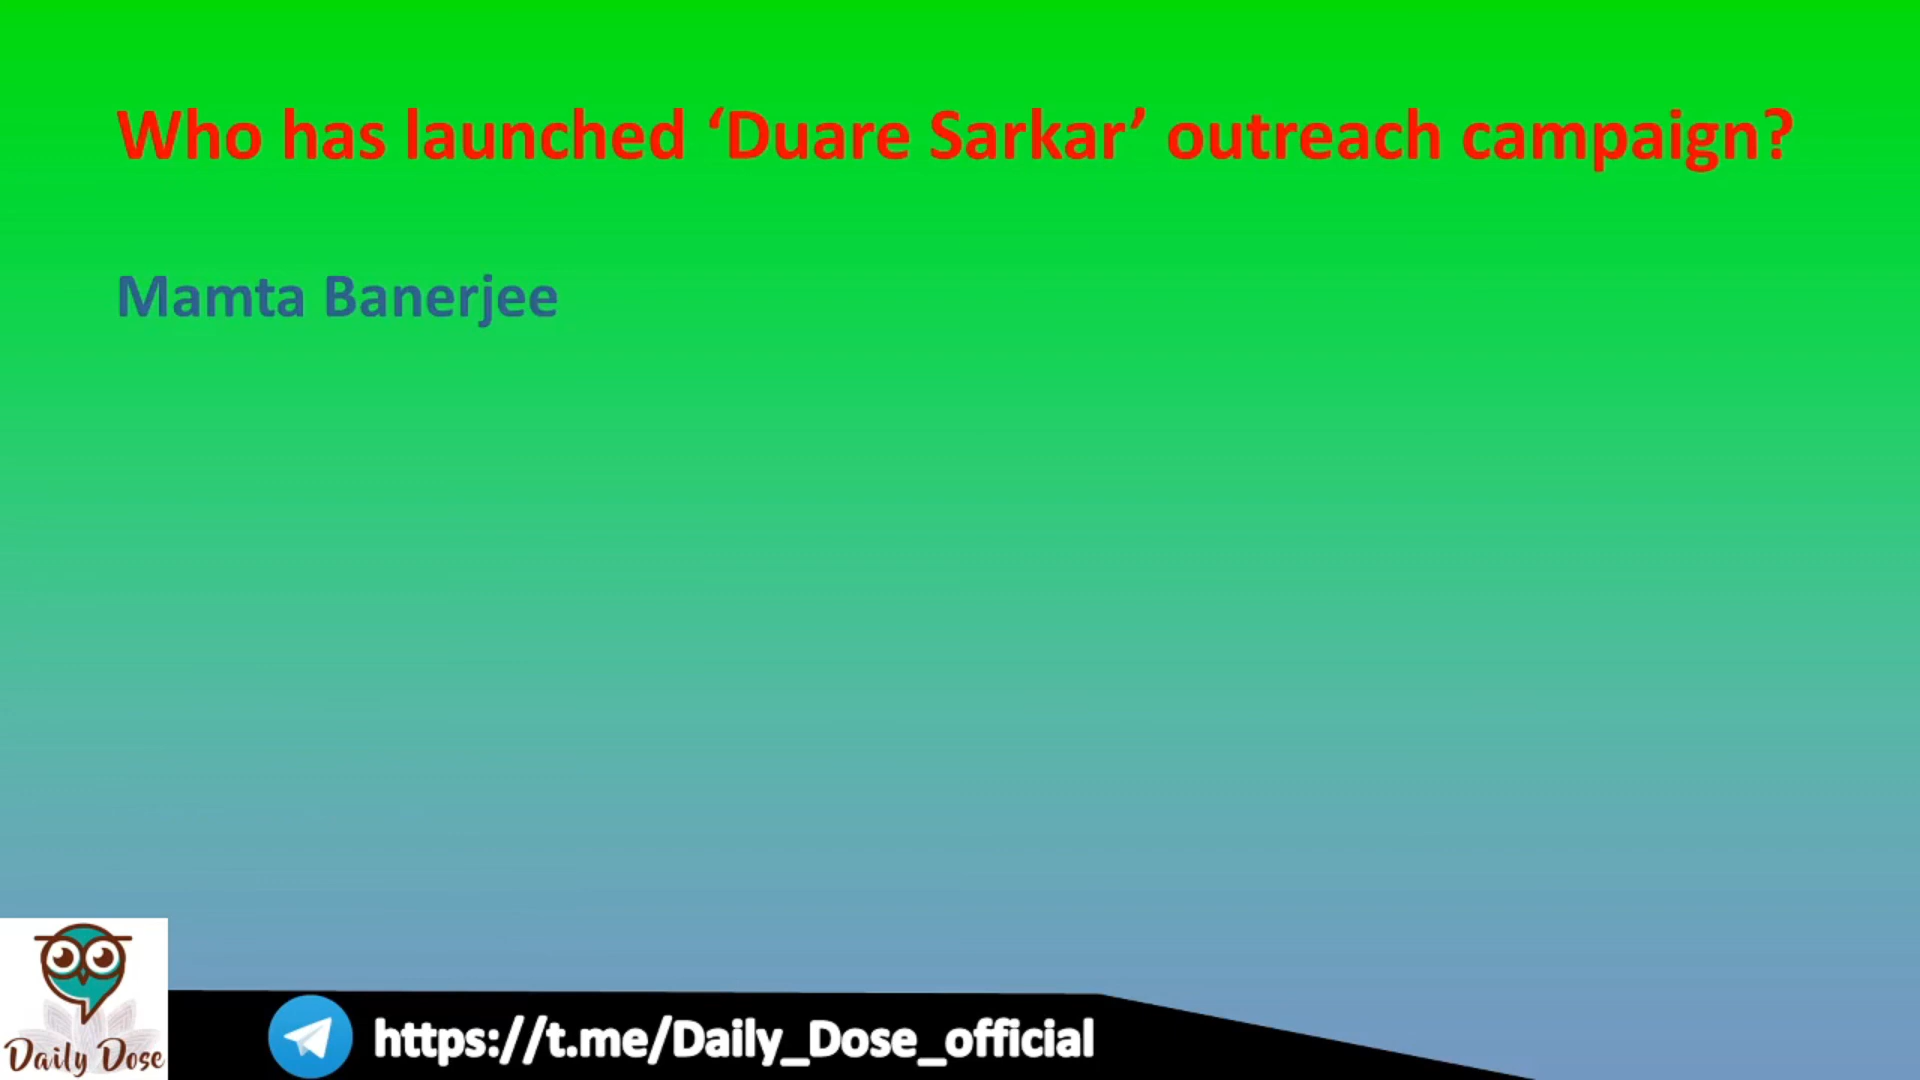 Who has launched ‘Duare Sarkar’ outreach campaign?
Mamta Banerjee
Daily Dose
https://t.me/Daily_Dose_official